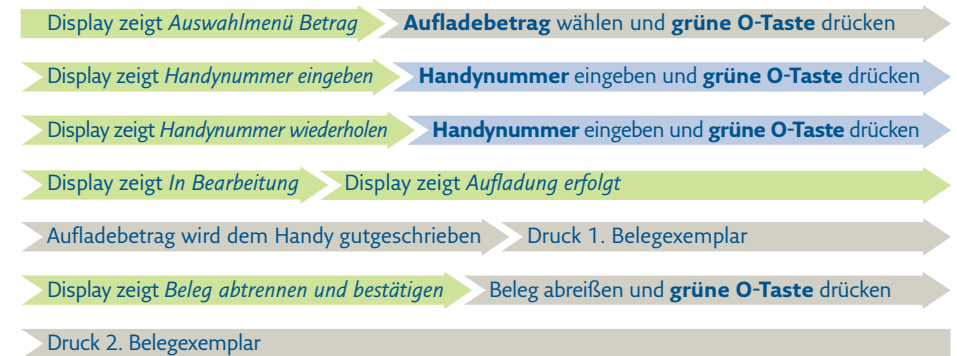 Display zeigt Auswahlmenü Betrag Aufladebetrag wählen und grüne O-Taste drücken
Display zeigt Handynummer eingeben Handynummer eingeben und grüne O-Taste drücken
Display zeigt Handynummer wiederholen Handynummer eingeben und grüne O-Taste drücken
Display zeigt In Bearbeitung Display zeigt Aufladung erfolgt
Aufladebetrag wird dem Handy gutgeschrieben Druck 1. Belegexemplar
Display zeigt Beleg abtrennen und bestätigen Beleg abreißen und grüne O-Taste drücken
Druck 2. Belegexemplar